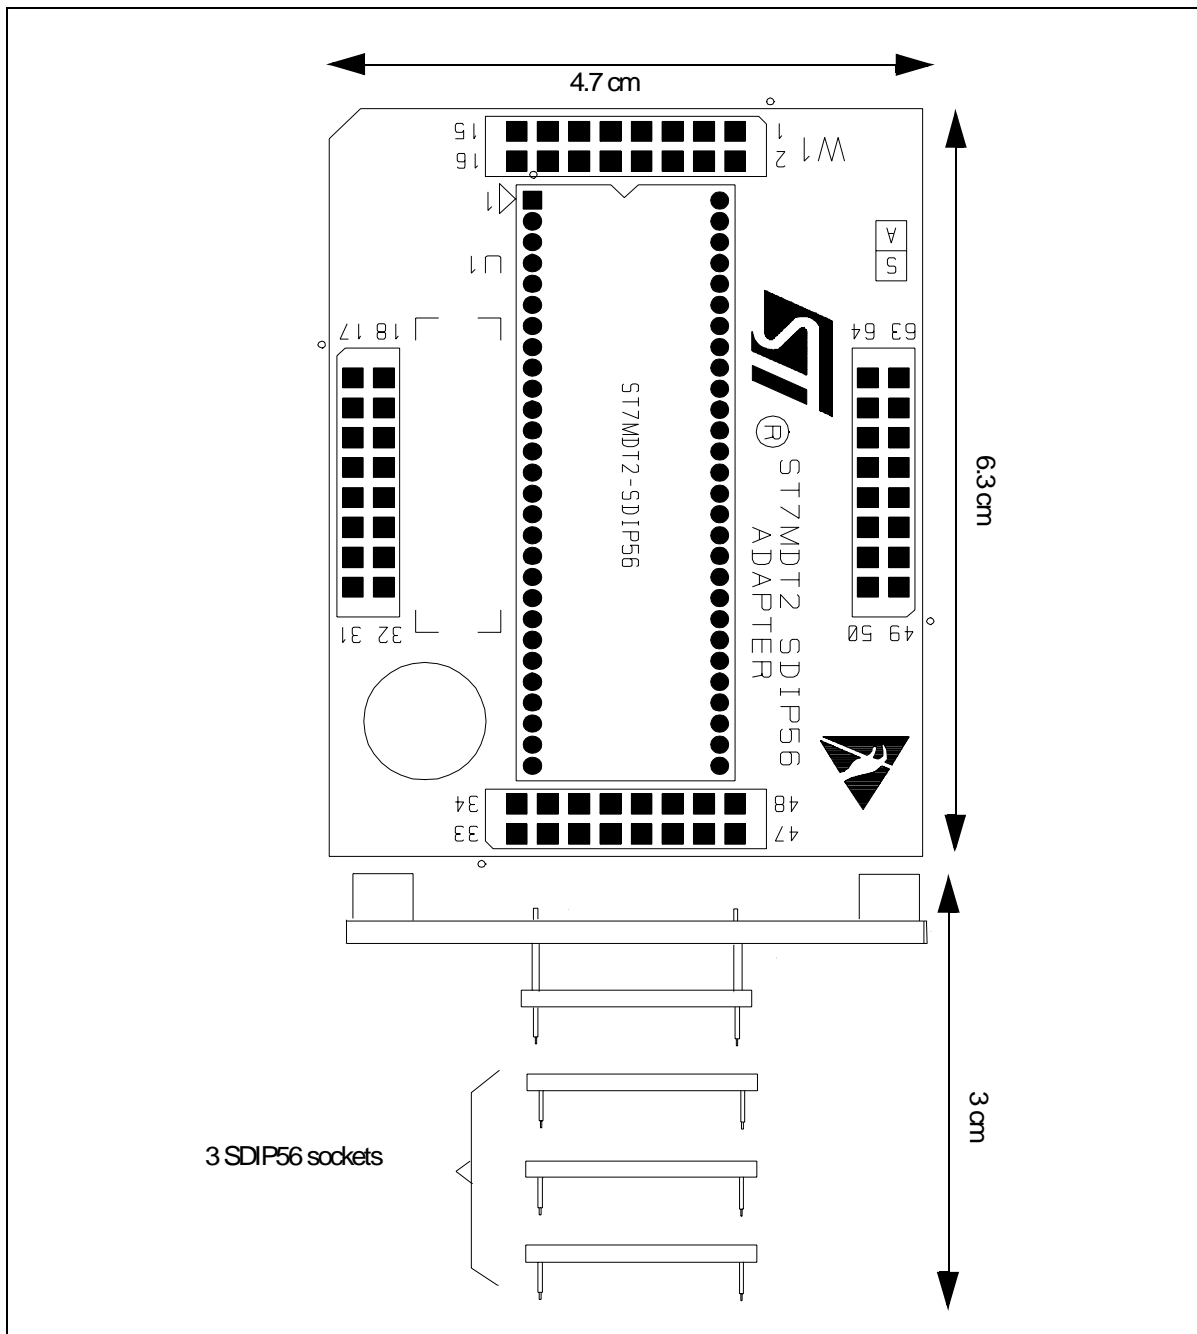 4.7 cm
15
1
16
2
W1
1
A
S
U1
17 18
64 63
6.3 cm
ST7MDT2-SDIP56
ST
®
ST7MDT2 SDIP56
ADAPTER
31 32
50 49
34
48
33
47
3 cm
3 SDIP56 sockets